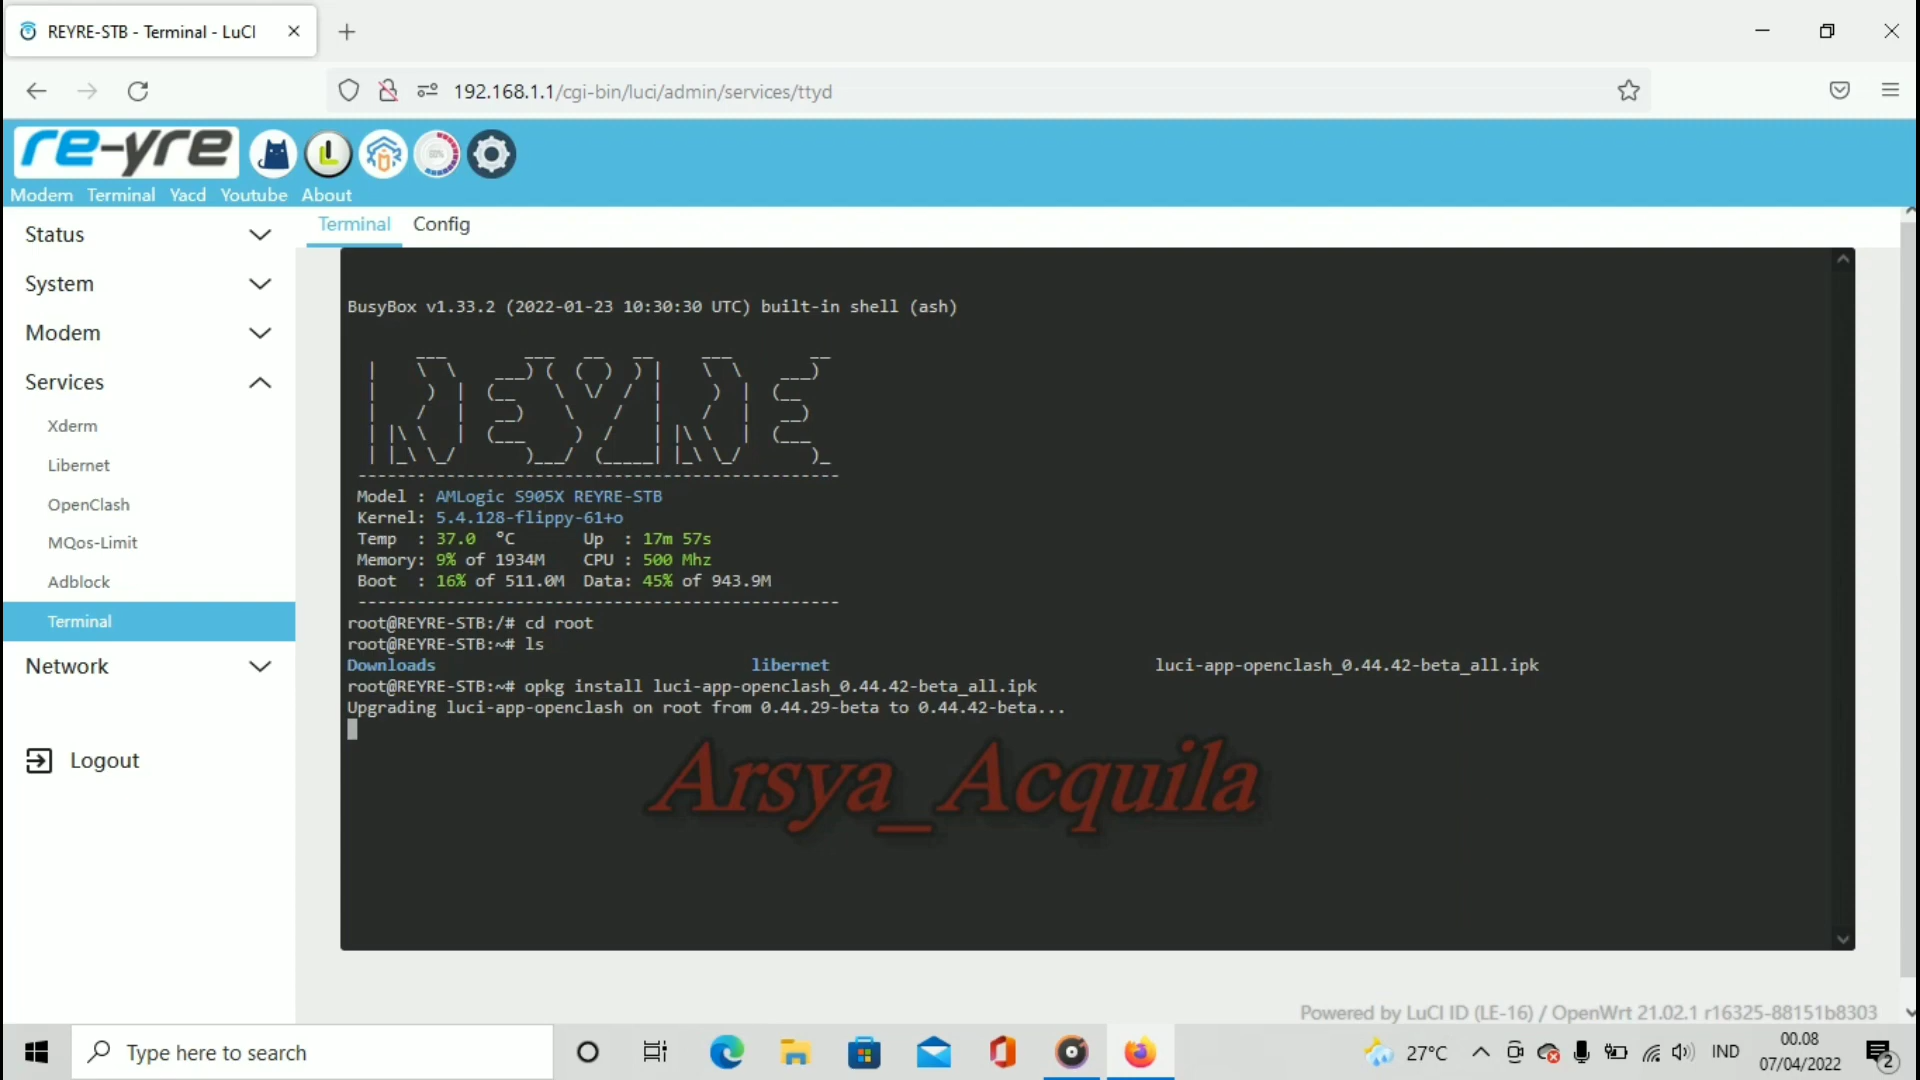 REYRE-STB - Terminal - LuCI
192.168.1.1/cgi-bin/luci/admin/services/ttyd
re-yre
Modem Terminal Yacd Youtube About
Status
System
Modem
Services
Xderm
Libernet
OpenClash
MQos-Limit
Adblock
Terminal
Network
Logout
Terminal Config
BusyBox v1.33.2 (2022-01-23 10:30:30 UTC) built-in shell (ash)
REYRE
Model : AMLogic S905X REYRE-STB
Kernel: 5.4.128-flippy-61+o
Temp : 37.0 °C Up : 17m 57s
Memory: 9% of 1934M CPU : 500 Mhz
Boot : 16% of 511.0M Data: 45% of 943.9M
root@REYRE-STB:/# cd root
root@REYRE-STB:~# ls
Downloads libernet luci-app-openclash_0.44.42-beta_all.ipk
root@REYRE-STB:~# opkg install luci-app-openclash_0.44.42-beta_all.ipk
Upgrading luci-app-openclash on root from 0.44.29-beta to 0.44.42-beta...
Arsya_Acquila
Powered by LuCI ID (LE-16) / OpenWrt 21.02.1 r16325-88151b8303
Type here to search
27°C
IND
00.08
07/04/2022
2